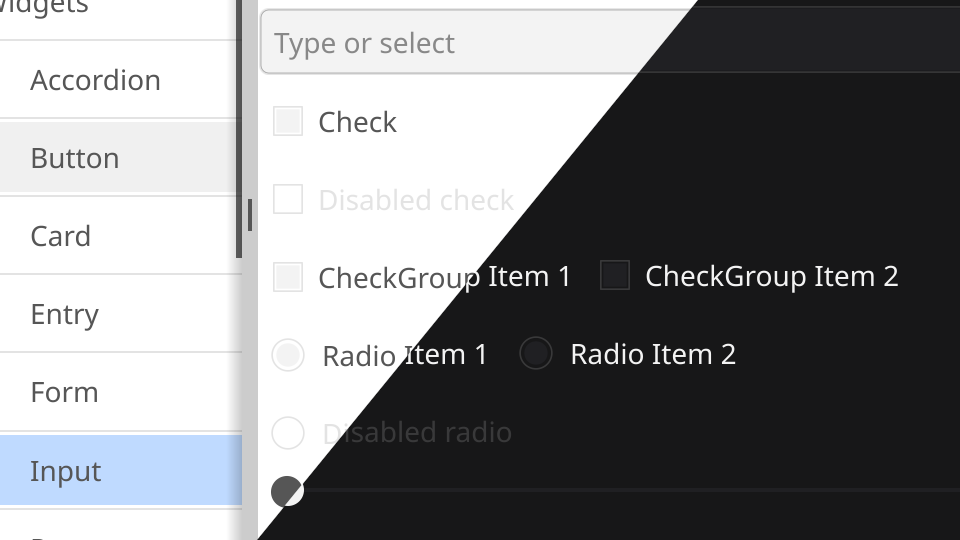 Accordion
Button
Card
Entry
Form
Input
Type or select
Check
Disabled check
CheckGroup Item 1
CheckGroup Item 2
Radio Item 1
Radio Item 2
Disabled radio